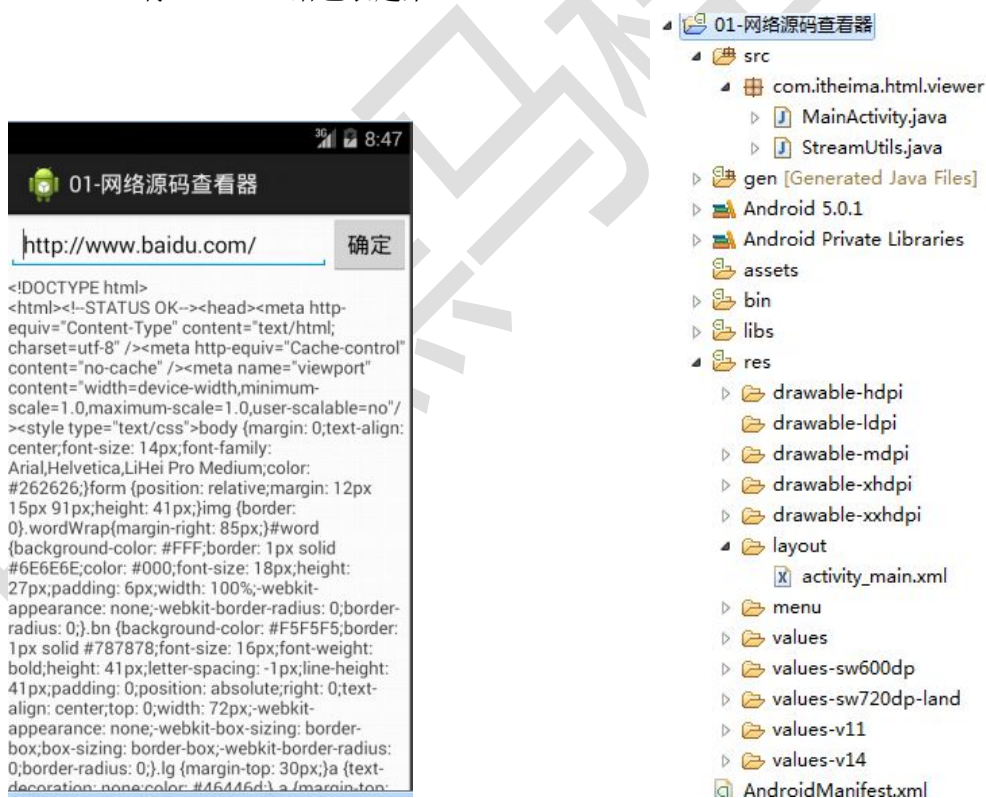 8:47
01-网络源码查看器
http://www.baidu.com/
确定
<!DOCTYPE html>
<html><!--STATUS OK--><head><meta http-
equiv="Content-Type" content="text/html;
charset=utf-8" /><meta http-equiv="Cache-control"
content="no-cache" /><meta name="viewport"
content="width=device-width,minimum-
scale=1.0,maximum-scale=1.0,user-scalable=no"/
><style type="text/css">body {margin: 0;text-align:
center;font-size: 14px;font-family:
Arial,Helvetica,LiHei Pro Medium;color:
#262626;}form {position: relative;margin: 12px
15px 91px;height: 41px;}img {border:
0}.wordWrap{margin-right: 85px;}#word
{background-color: #FFF;border: 1px solid
#6E6E6E;color: #000;font-size: 18px;height:
27px;padding: 6px;width: 100%;-webkit-
appearance: none;-webkit-border-radius: 0;border-
radius: 0;}.bn {background-color: #F5F5F5;border:
1px solid #787878;font-size: 16px;font-weight:
bold;height: 41px;letter-spacing: -1px;line-height:
41px;padding: 0;position: absolute;right: 0;text-
align: center;top: 0;width: 72px;-webkit-
appearance: none;-webkit-box-sizing: border-
box;box-sizing: border-box;-webkit-border-radius:
0;border-radius: 0;}.lg {margin-top: 30px;}a {text-
decoration: none;color: #46446d;} a {margin-top:
01-网络源码查看器
src
com.itheima.html.viewer
MainActivity.java
StreamUtils.java
gen [Generated Java Files]
Android 5.0.1
Android Private Libraries
assets
bin
libs
res
drawable-hdpi
drawable-ldpi
drawable-mdpi
drawable-xhdpi
drawable-xxhdpi
layout
activity_main.xml
menu
values
values-sw600dp
values-sw720dp-land
values-v11
values-v14
AndroidManifest.xml